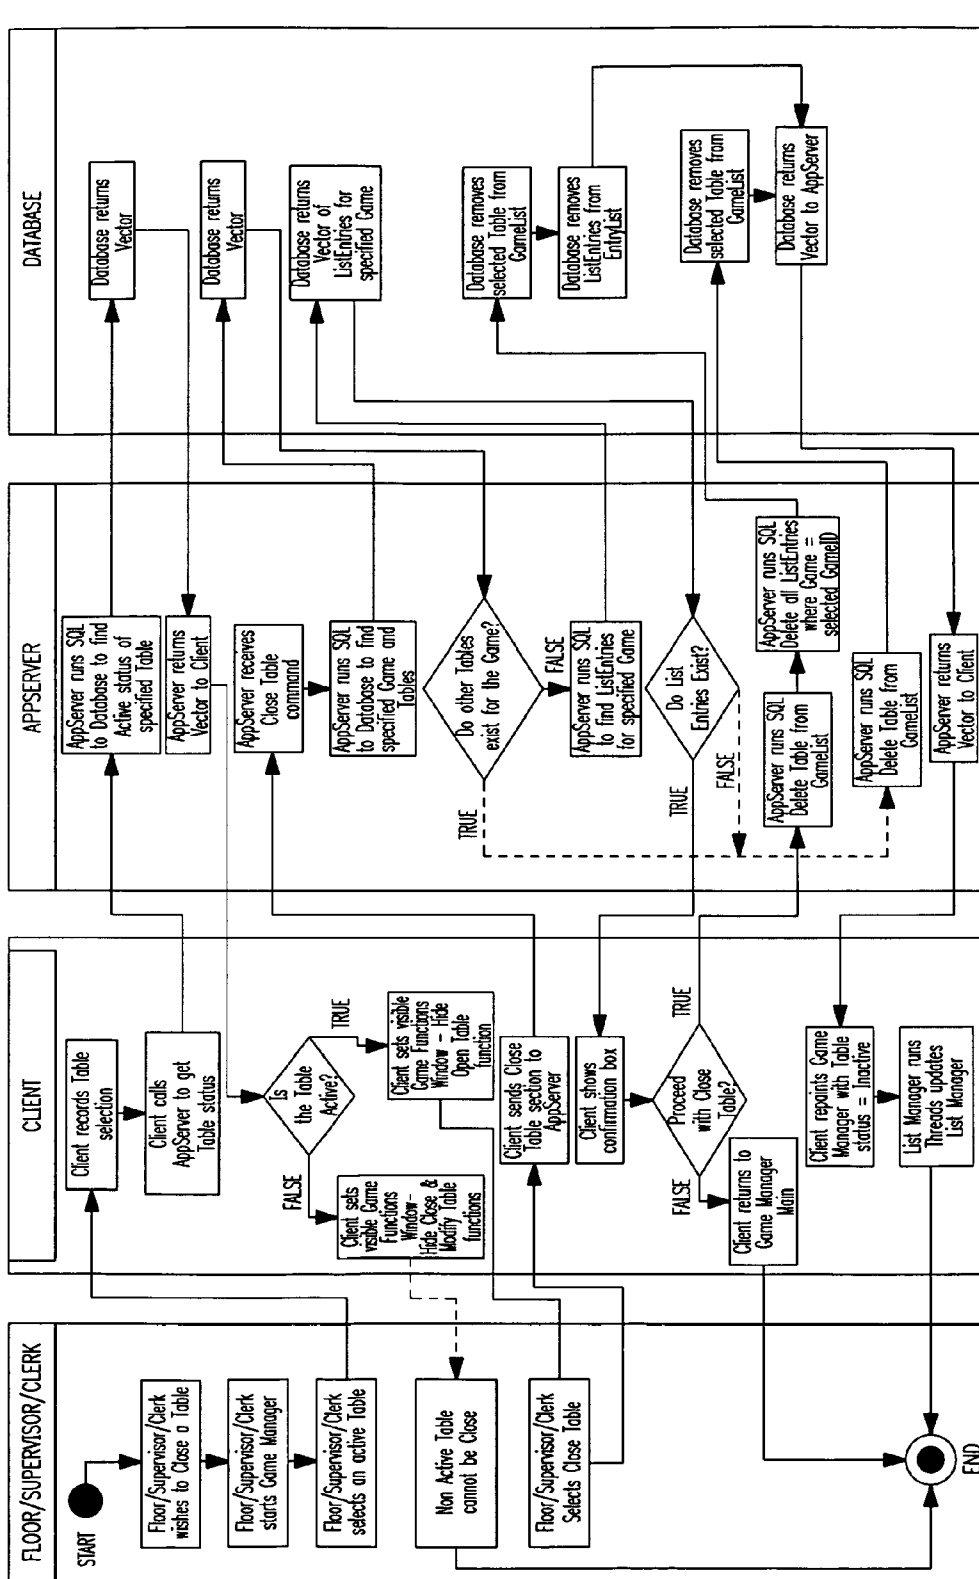 FLOOR/SUPERVISOR/CLERK
START
Floor/Supervisor/Clerk
wishes to Close a Table
Floor/Supervisor/Clerk
starts Game Manager
Floor/Supervisor/Clerk
selects an active Table
Non Active Table
cannot be Close
Floor/Supervisor/Clerk
Selects Close Table
END
CLIENT
Client records Table
selection
Client calls
AppServer to get
Table status
Is
the Table
Active?
TRUE
FALSE
Client sets visible
Game Functions
Window - Hide
Open Table
function
Client sets
visible Game
Functions
Window-
Hide Close &
Modify Table
functions
Client sends Close
Table section to
AppServer
Client shows
confirmation box
Proceed
with Close
Table?
TRUE
FALSE
Client returns to
Game Manager
Main
Client repaints Game
Manager with Table
status = Inactive
List Manager runs
Threads updates
List Manager
APPSERVER
AppServer runs SQL
to Database to find
Active status of
specified Table
AppServer returns
Vector to Client
AppServer receives
Close Table
command
AppServer runs SQL
to Database to find
specified Game and
Tables
Do other Tables
exist for the Game?
TRUE
FALSE
AppServer runs SQL
to find ListEntries
for specified Game
Do List
Entries Exist?
TRUE
FALSE
AppServer runs SQL
Delete Table from
GameList
AppServer runs SQL
Delete all ListEntries
where Game =
selected GameID
AppServer runs SQL
Delete Table from
GameList
AppServer returns
Vector to Client
DATABASE
Database returns
Vector
Database returns
Vector
Database returns
Vector of
ListEntries for
specified Game
Database removes
selected Table from
GameList
Database removes
ListEntries from
EntryList
Database removes
selected Table from
GameList
Database returns
Vector to AppServer